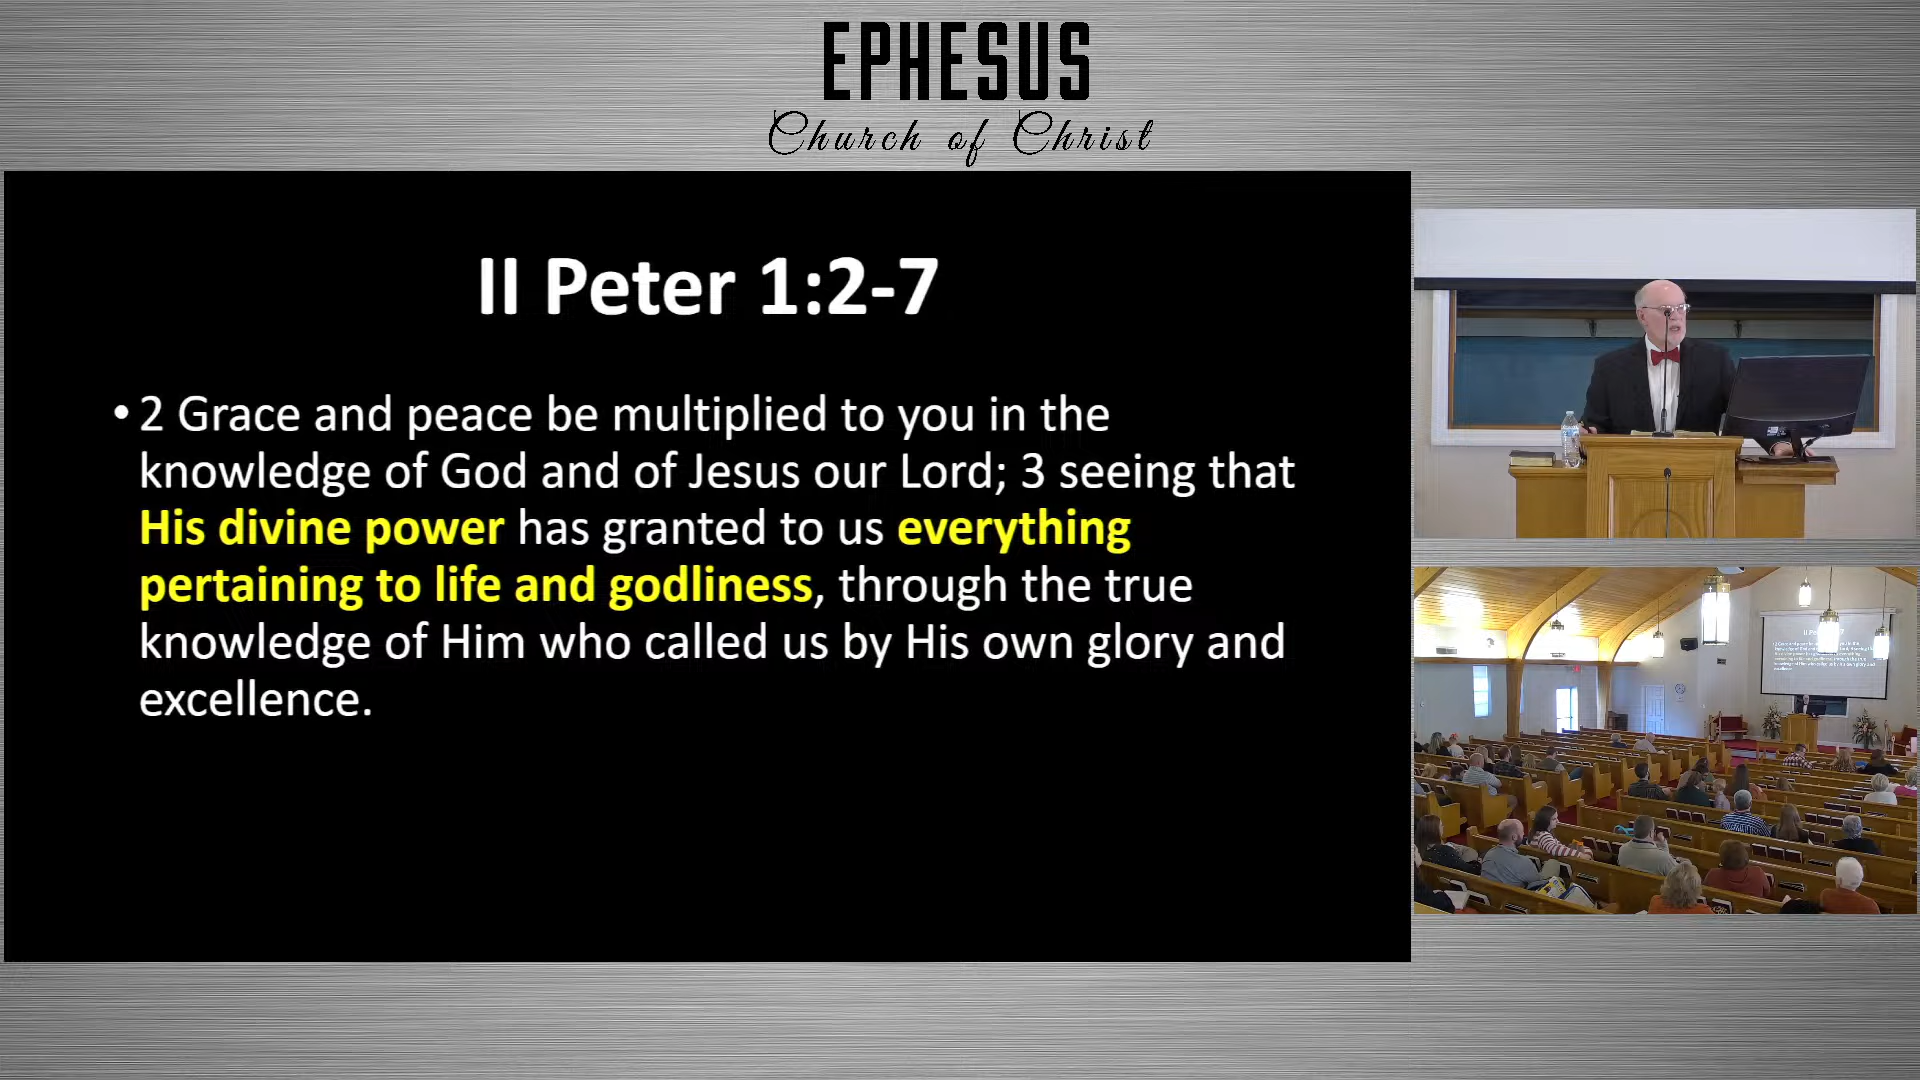 EPHESUS
Church of Christ
II Peter 1:2-7
• 2 Grace and peace be multiplied to you in the
knowledge of God and of Jesus our Lord; 3 seeing that
His divine power has granted to us everything
pertaining to life and godliness, through the true
knowledge of Him who called us by His own glory and
excellence.